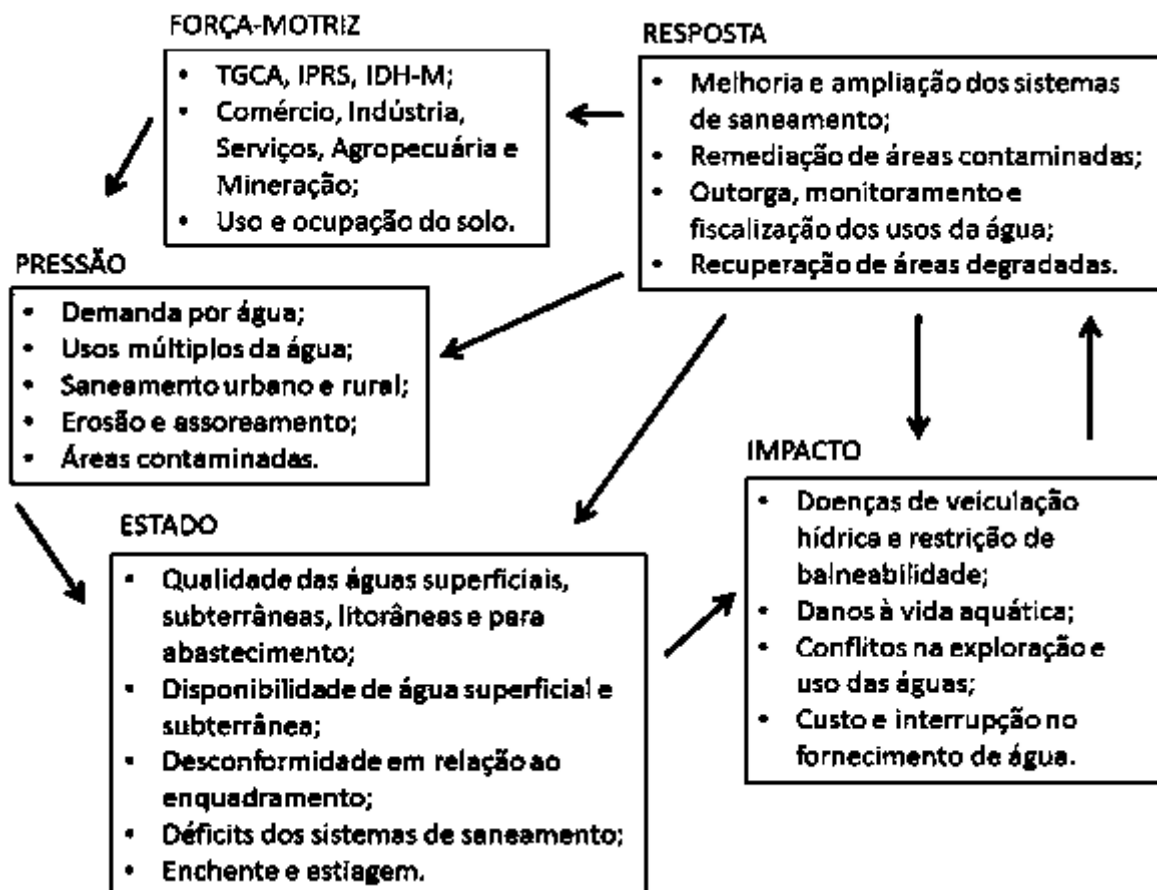 FORÇA-MOTRIZ
• TGCA, IPRS, IDH-M;
• Comércio, Indústria,
Serviços, Agropecuária e
Mineração;
• Uso e ocupação do solo.
RESPOSTA
• Melhoria e ampliação dos sistemas
de saneamento;
• Remediação de áreas contaminadas;
• Outorga, monitoramento e
fiscalização dos usos da água;
• Recuperação de áreas degradadas.
PRESSÃO
• Demanda por água;
• Usos múltiplos da água;
• Saneamento urbano e rural;
• Erosão e assoreamento;
• Áreas contaminadas.
ESTADO
• Qualidade das águas superficiais,
subterrâneas, litorâneas e para
abastecimento;
• Disponibilidade de água superficial e
subterrânea;
• Desconformidade em relação ao
enquadramento;
• Déficits dos sistemas de saneamento;
• Enchente e estiagem.
IMPACTO
• Doenças de veiculação
hídrica e restrição de
balneabilidade;
• Danos à vida aquática;
• Conflitos na exploração e
uso das águas;
• Custo e interrupção no
fornecimento de água.